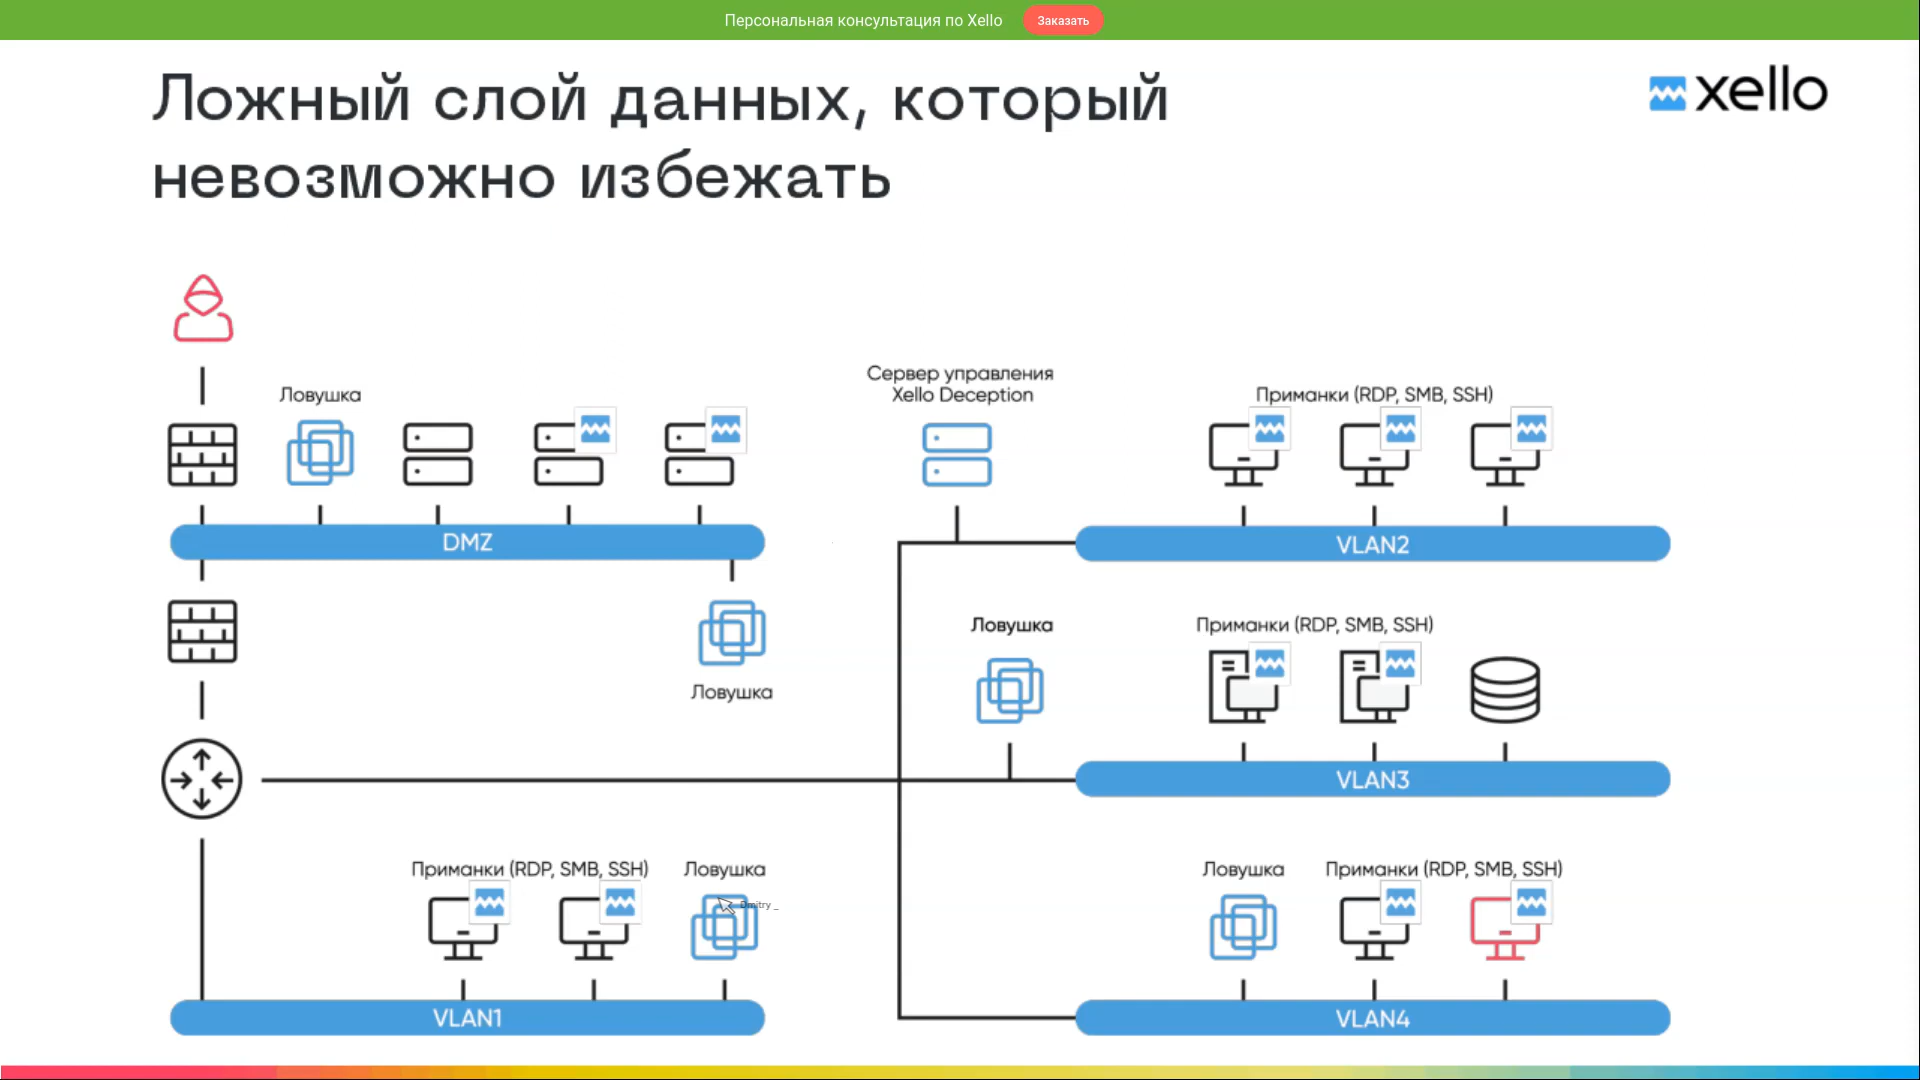 Персональная консультация по Xello
Заказать
Ложный слой данных, который
невозможно избежать
xello
Ловушка
Сервер управления
Xello Deception
Приманки (RDP, SMB, SSH)
DMZ
VLAN2
Ловушка
Ловушка
Приманки (RDP, SMB, SSH)
VLAN3
Приманки (RDP, SMB, SSH)
Ловушка
Dmitry _
Ловушка
Приманки (RDP, SMB, SSH)
VLAN1
VLAN4